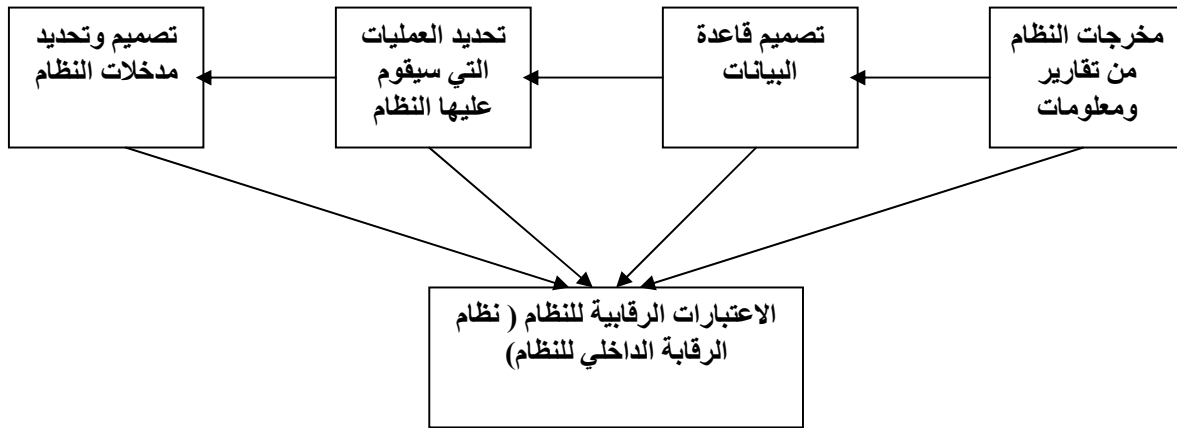 مخرجات النظام
من تقارير
ومعلومات
تصميم قاعدة
البيانات
تحديد العمليات
التي سيقوم
عليها النظام
تصميم وتحديد
مدخلات النظام
الاعتبارات الرقابية للنظام ( نظام
الرقابة الداخلي للنظام)